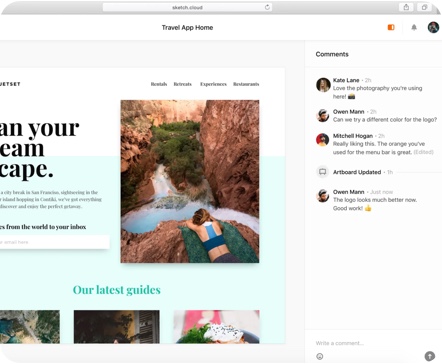 sketch.cloud
Travel App Home
Comments
JETSET
Rentals Retreats Experiences Restaurants
an your
eam
cape.
a city break in San Francisco, sightseeing in the
island hopping in Contiki, we've got everything
discover and enjoy the perfect getaway.
es from the world to your inbox
email here
Our latest guides
Kate Lane • 2h
Love the photography you're using
here! 📸
Owen Mann • 2h
Can we try a different color for the logo?
Mitchell Hogan • 2h
Really liking this. The orange you've
used for the menu bar is great. (Edited)
Artboard Updated • 1h
Owen Mann • Just now
The logo looks much better now.
Good work! 👍
Write a comment...